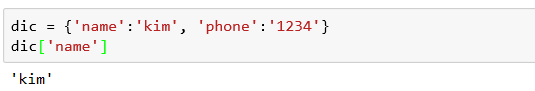 dic = {'name':'kim', 'phone':'1234'}
dic['name']
'kim'